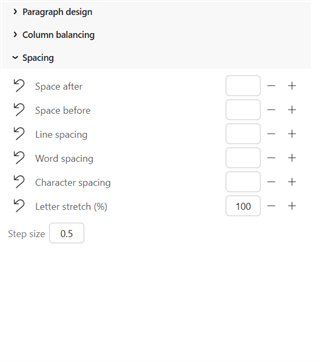 Paragraph design
Column balancing
Spacing
Space after
Space before
Line spacing
Word spacing
Character spacing
Letter stretch (%) 100
Step size 0.5